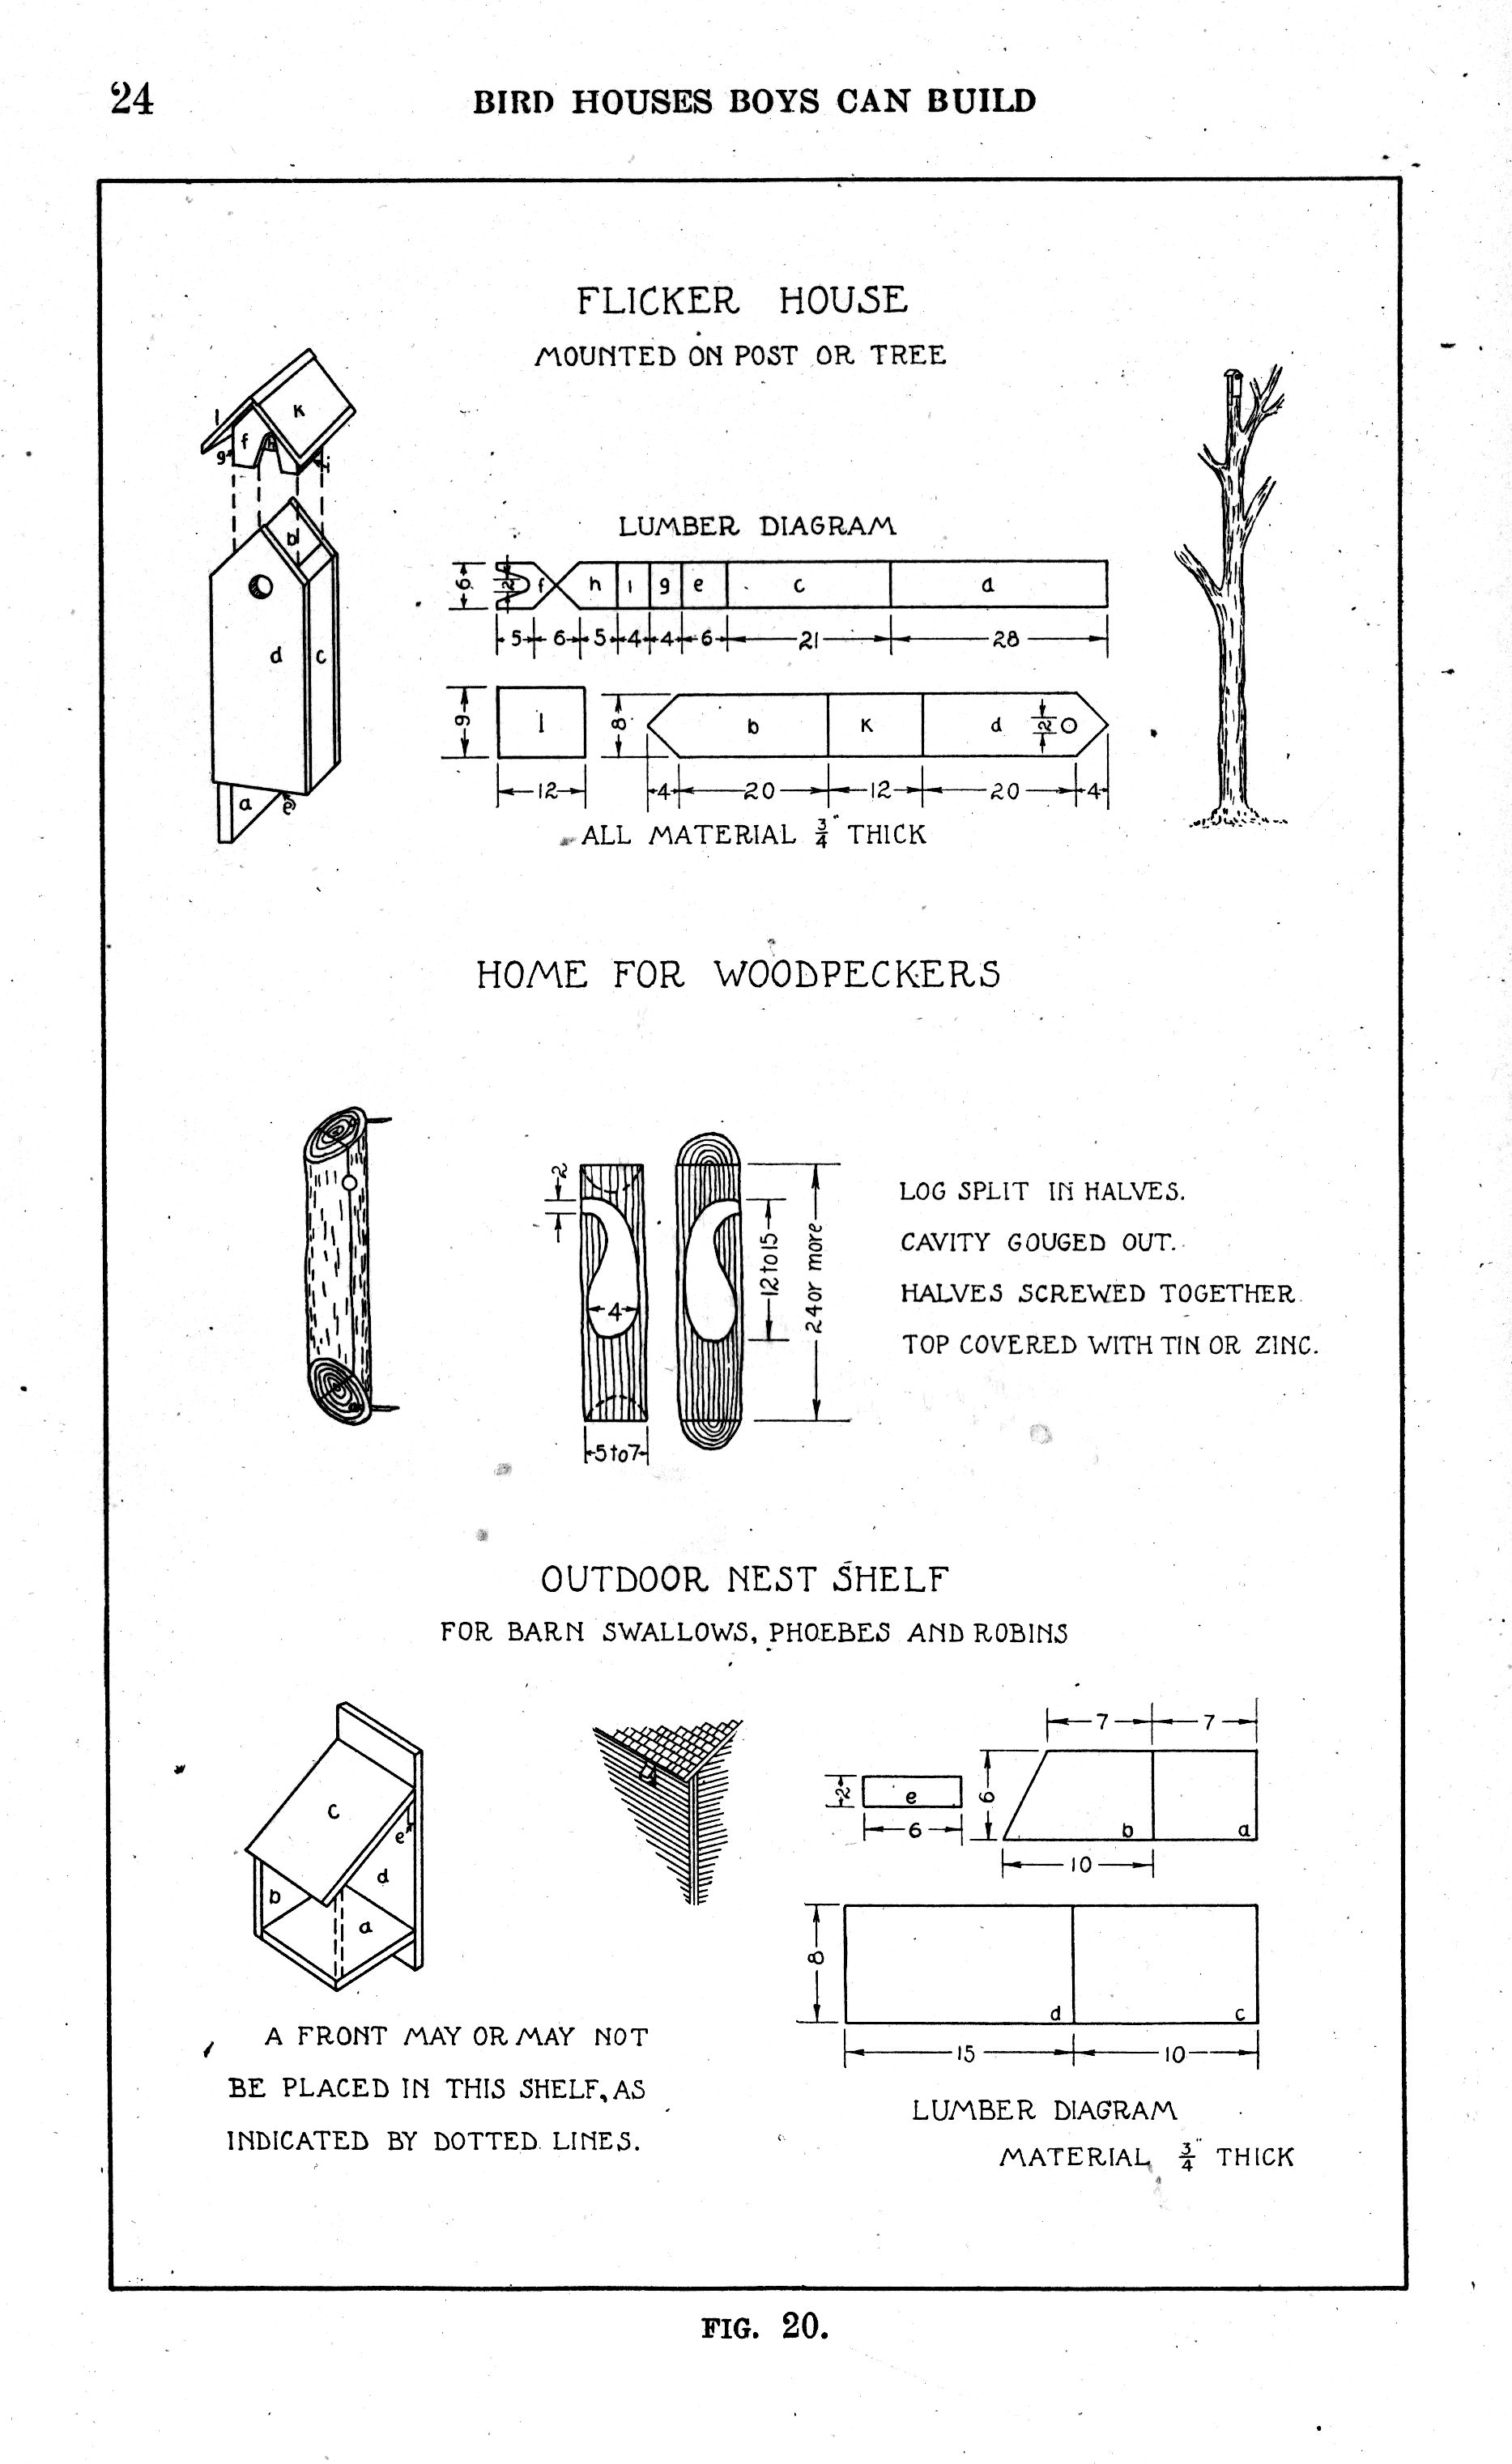 24
BIRD HOUSES BOYS CAN BUILD
FLICKER HOUSE
MOUNTED ON POST OR TREE
l
K
f
h
g
i
b
d
c
a
e
LUMBER DIAGRAM
6
2
f
h
i
g
e
c
a
5 6 5 4 4 6 21 28
9
l
8
b
K
d
12
4 20 12 20 4
ALL MATERIAL ¾" THICK
HOME FOR WOODPECKERS
2
4
5 to 7
12 to 15
24 or more
LOG SPLIT IN HALVES.
CAVITY GOUGED OUT.
HALVES SCREWED TOGETHER
TOP COVERED WITH TIN OR ZINC.
OUTDOOR NEST SHELF
FOR BARN SWALLOWS, PHOEBES AND ROBINS
c
e
d
b
a
7 7
2
e
6
6
b
a
10
8
d
c
15 10
A FRONT MAY OR MAY NOT
BE PLACED IN THIS SHELF, AS
INDICATED BY DOTTED LINES.
LUMBER DIAGRAM
MATERIAL ¾" THICK
FIG. 20.